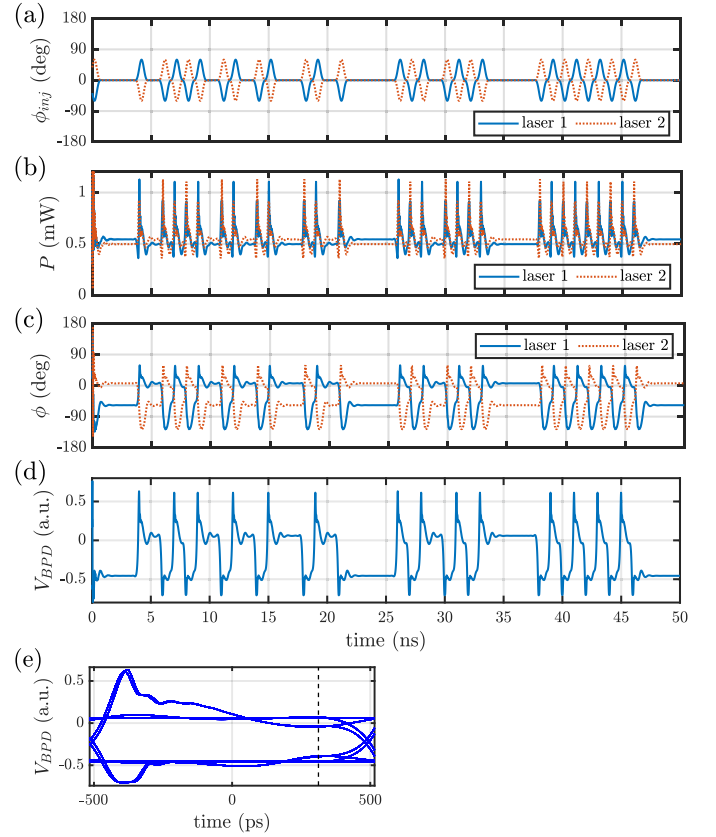 (a)
180
90
0
-90
-180
ϕinj (deg)
laser 1 laser 2
(b)
1
0.5
0
P (mW)
laser 1 laser 2
(c)
180
90
0
-90
-180
ϕ (deg)
laser 1 laser 2
(d)
0.5
0
-0.5
VBPD (a.u.)
0 5 10 15 20 25 30 35 40 45 50
time (ns)
(e)
0.5
0
-0.5
VBPD (a.u.)
-500 0 500
time (ps)